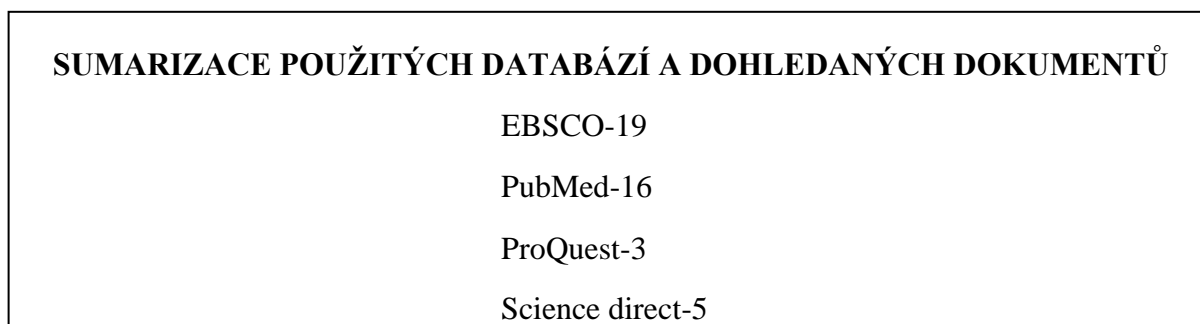 SUMARIZACE POUŽITÝCH DATABÁZÍ A DOHLEDANÝCH DOKUMENTŮ
EBSCO-19
PubMed-16
ProQuest-3
Science direct-5